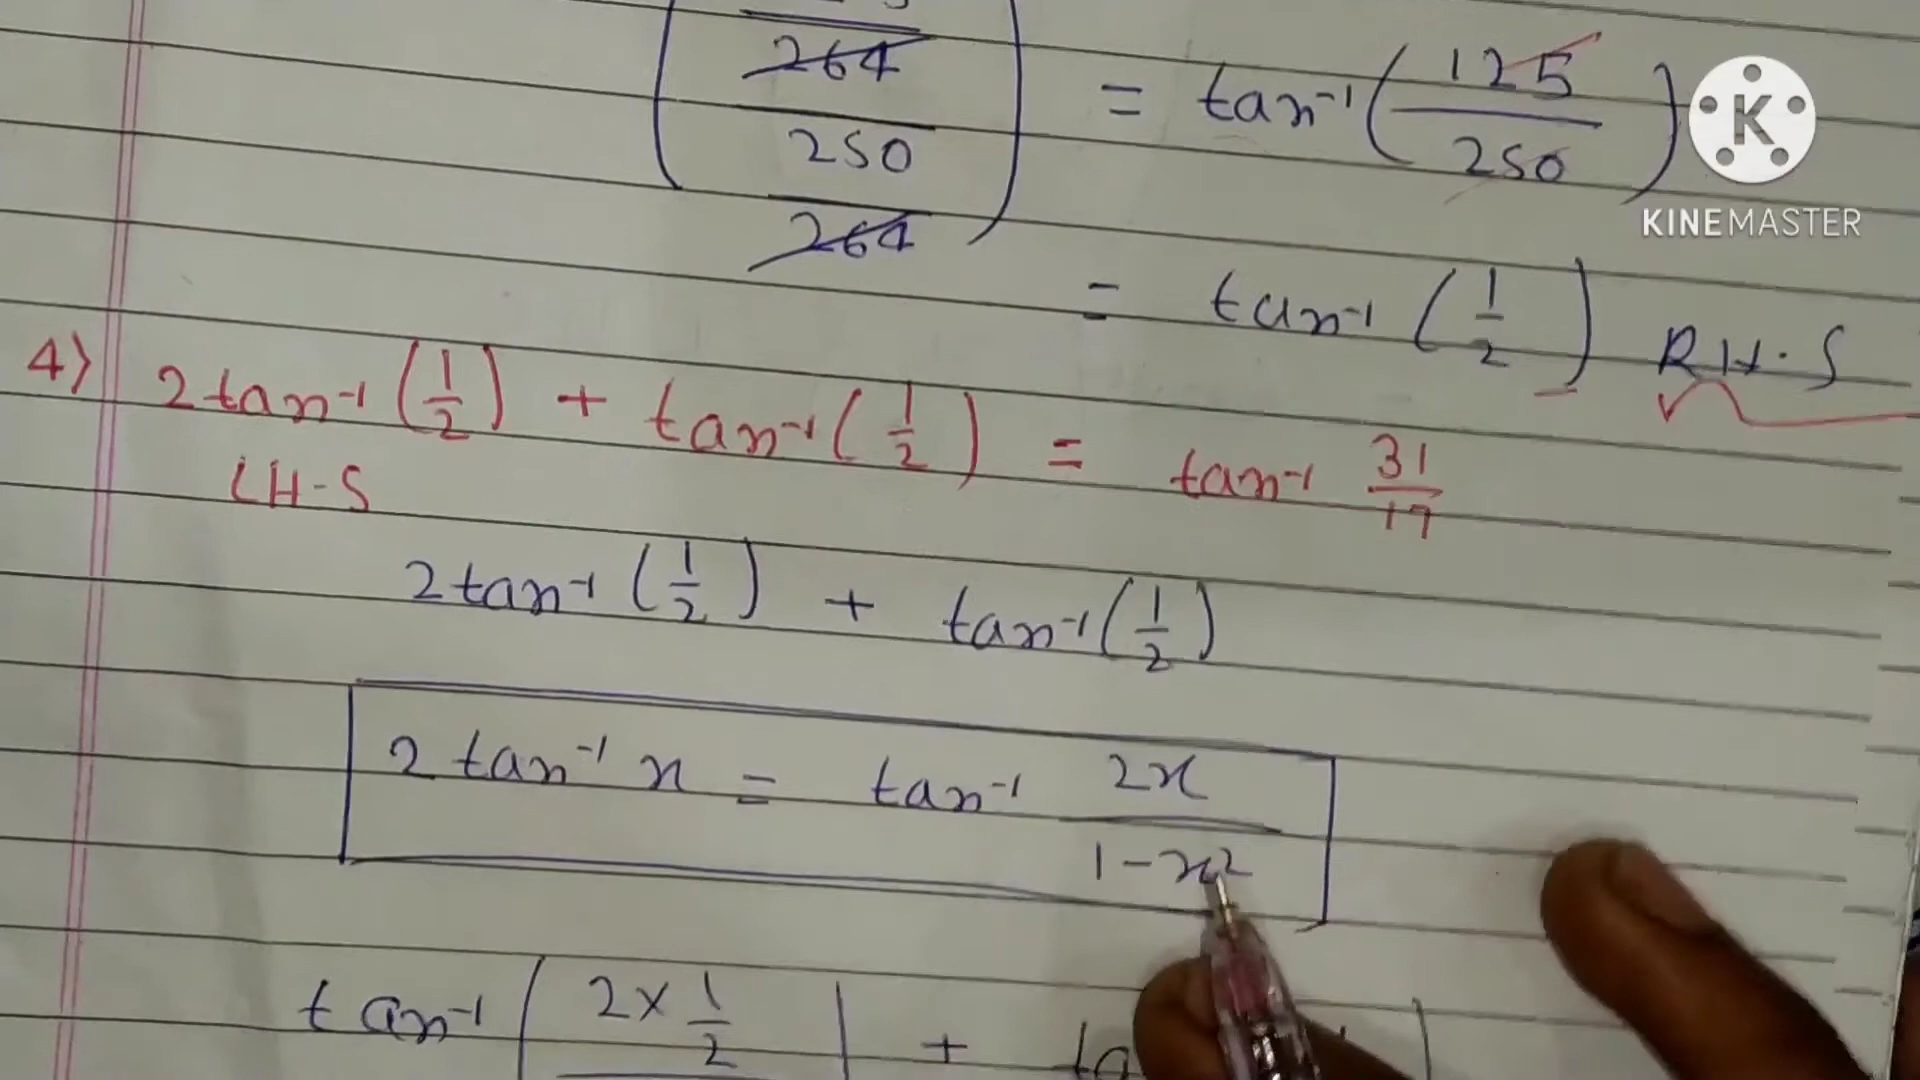 264
250
264
= tan⁻¹ (125/250)
= tan⁻¹ (1/2) R.H.S
KINEMASTER
4) 2tan⁻¹ (1/2) + tan⁻¹ (1/2) = tan⁻¹ 31/17
L.H.S
2tan⁻¹ (1/2) + tan⁻¹ (1/2)
2 tan⁻¹ x = tan⁻¹ 2x/1-x²
tan⁻¹ (2 × 1/2) +